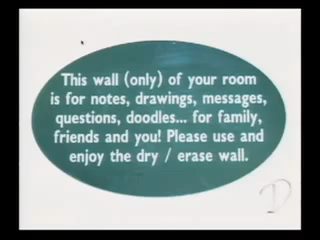 This wall (only) of your room
is for notes, drawings, messages,
questions, doodles... for family,
friends and you! Please use and
enjoy the dry / erase wall.
D